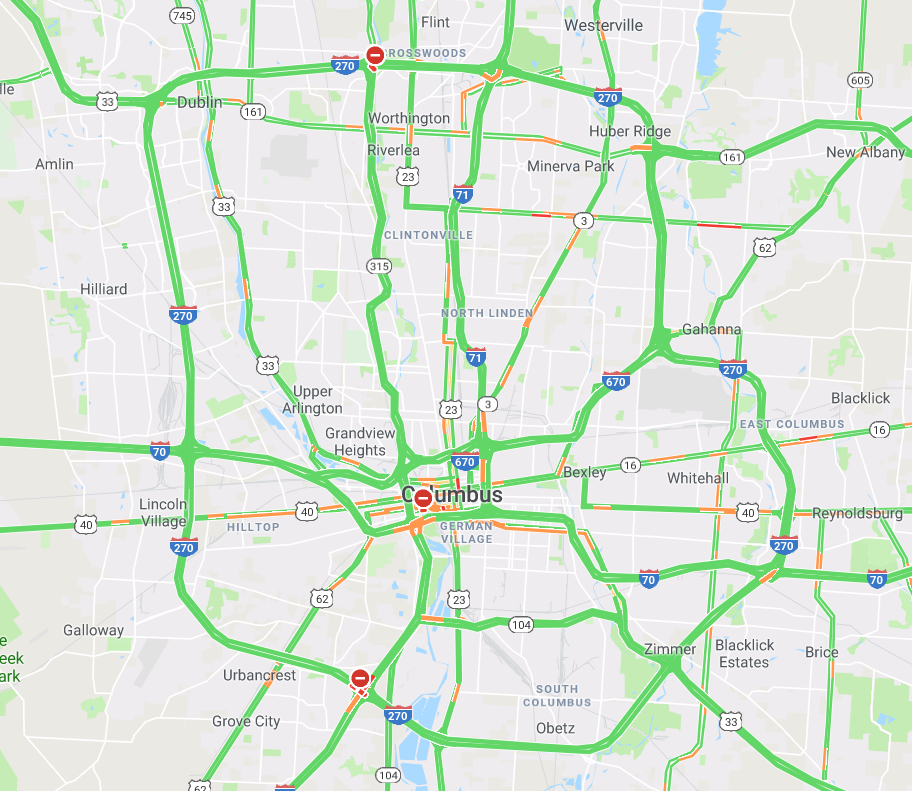 745
Flint
Westerville
CROSSWOODS
270
605
33
Dublin
161
270
Worthington
Huber Ridge
Riverlea
Amlin
Minerva Park
161
New Albany
23
71
33
3
CLINTONVILLE
62
315
Hilliard
270
NORTH LINDEN
Gahanna
71
33
270
670
Upper
Arlington
Blacklick
23
3
EAST COLUMBUS
16
Grandview
Heights
70
670
16
Bexley
Whitehall
Columbus
Lincoln
Village
40
40
HILLTOP
40
Reynoldsburg
GERMAN
VILLAGE
270
270
70
70
62
23
104
Galloway
eek
ark
Zimmer
Blacklick
Estates
Brice
Urbancrest
SOUTH
COLUMBUS
Grove City
270
33
Obetz
104
62